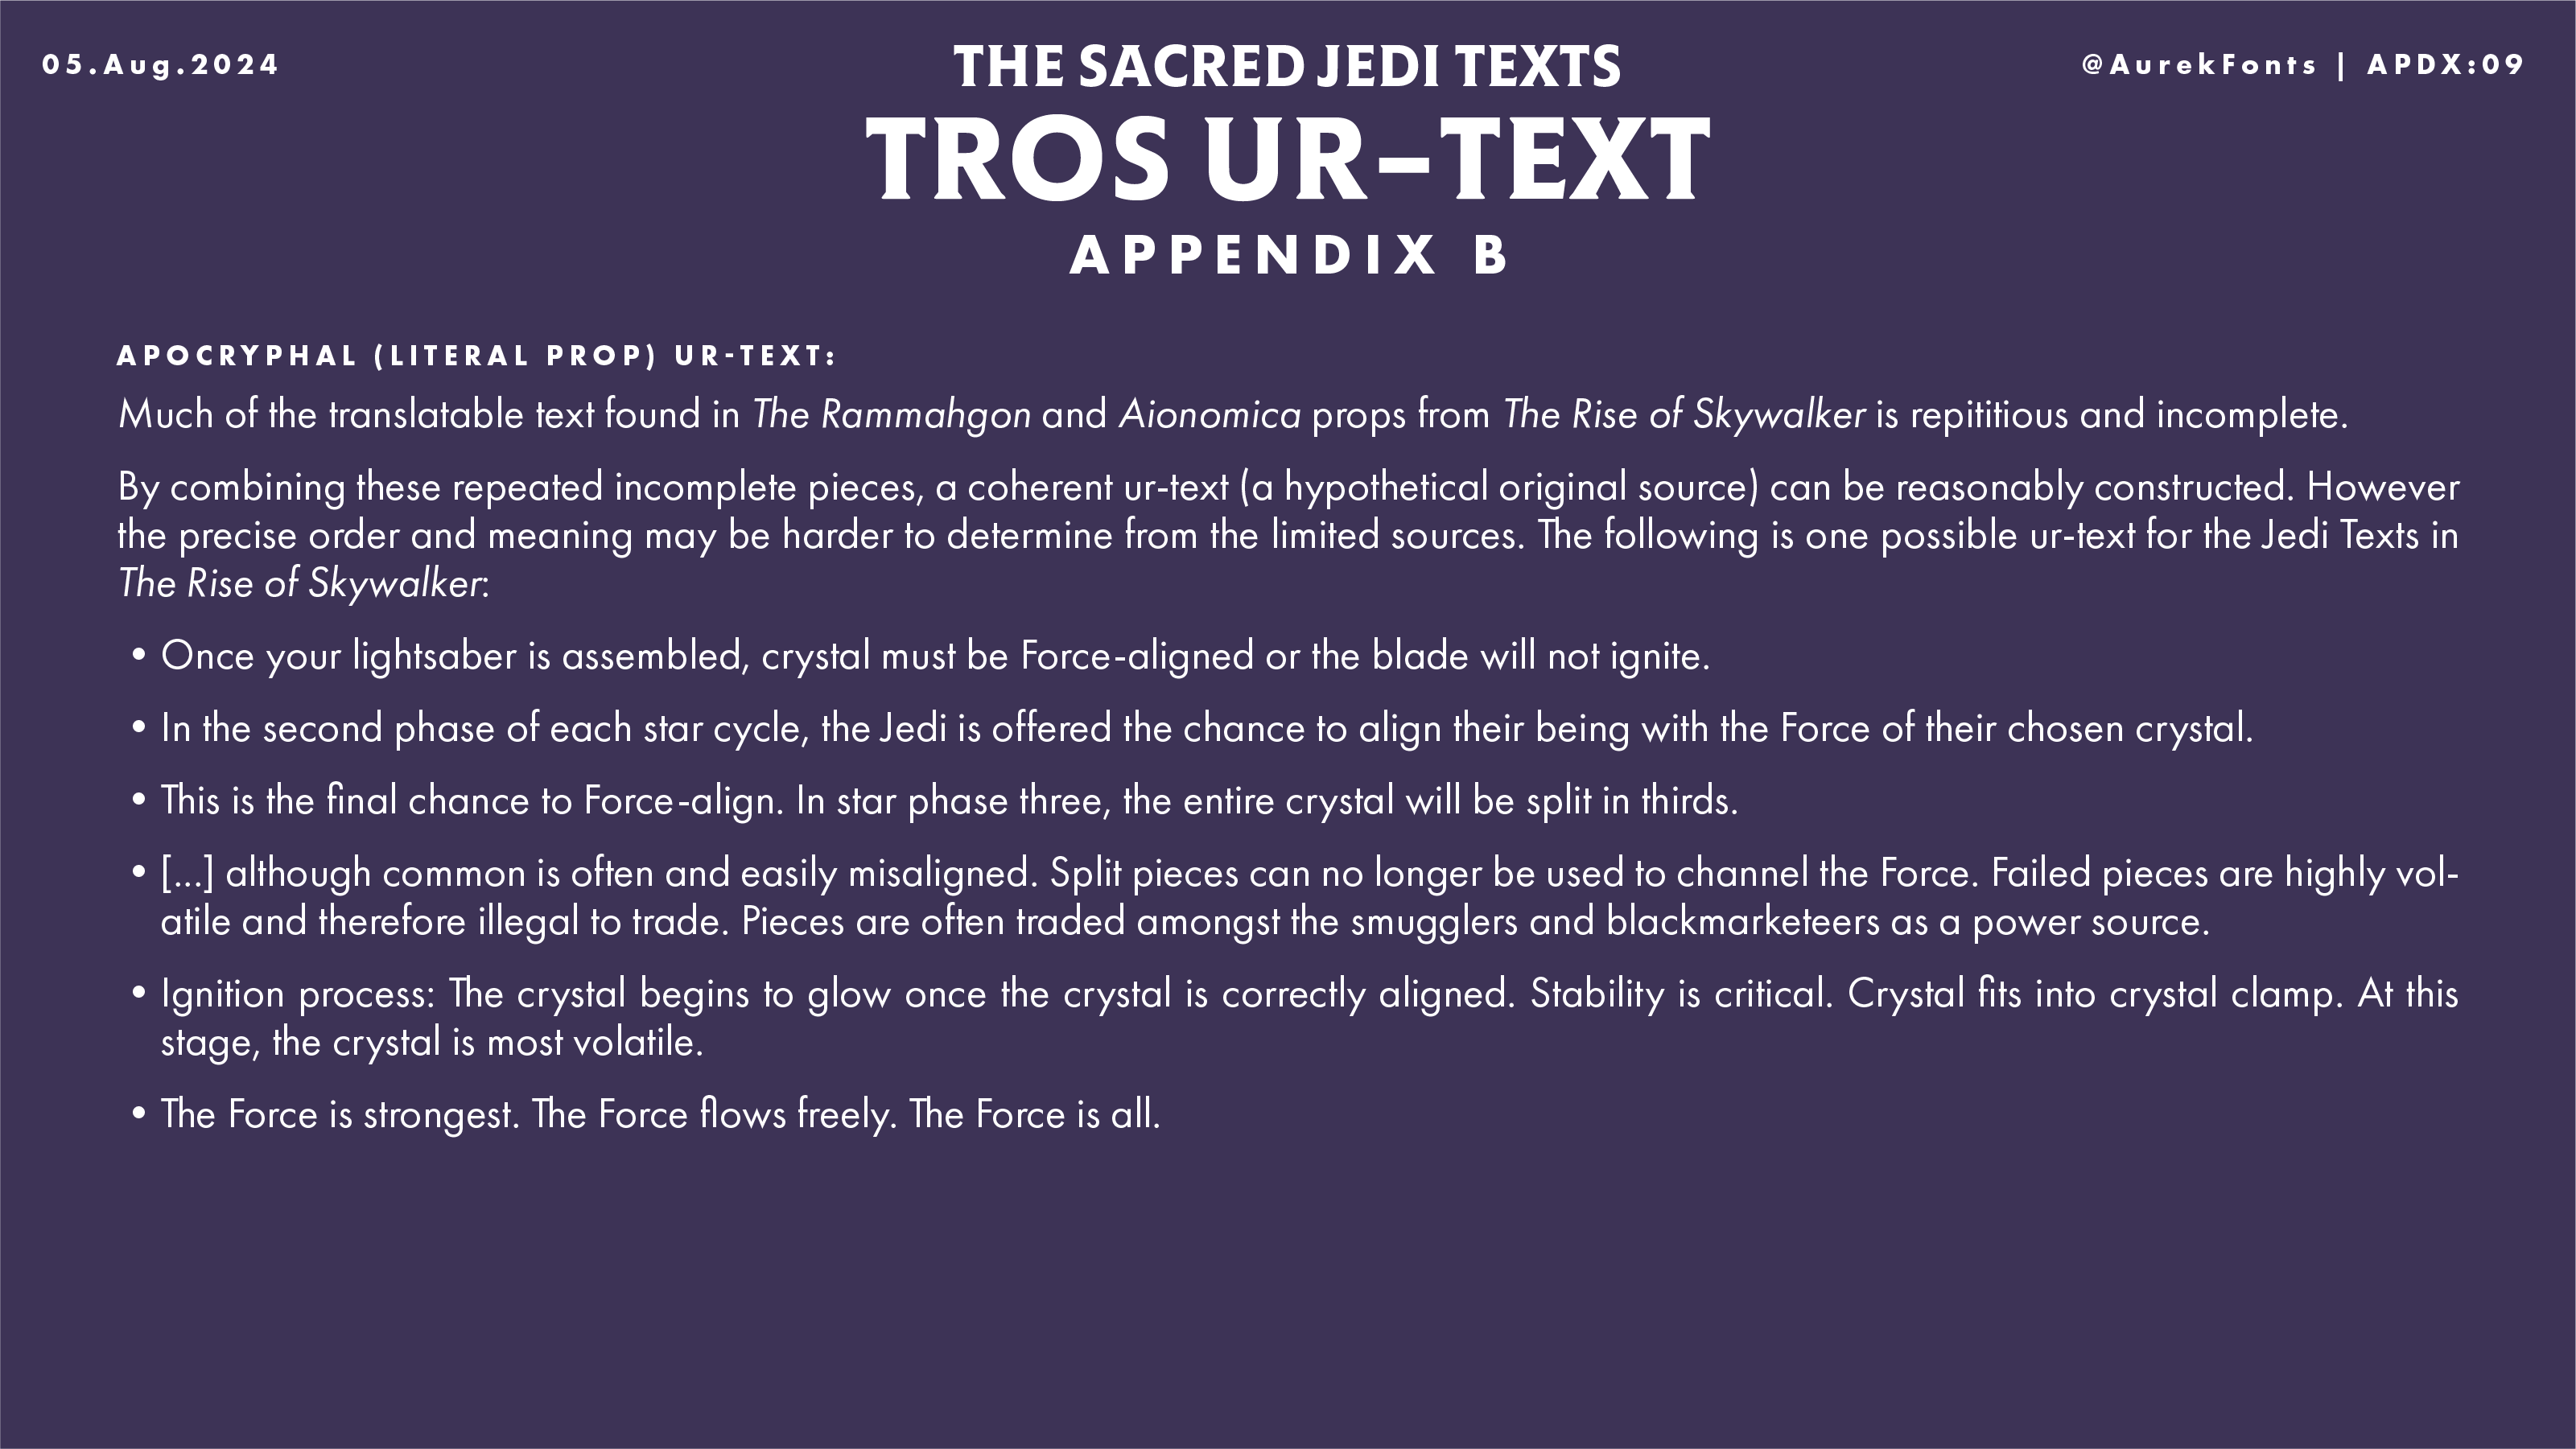 05.Aug.2024
THE SACRED JEDI TEXTS
@AurekFonts | APDX:09
TROS UR–TEXT
APPENDIX B
APOCRYPHAL (LITERAL PROP) UR-TEXT:
Much of the translatable text found in The Rammahgon and Aionomica props from The Rise of Skywalker is repititious and incomplete.
By combining these repeated incomplete pieces, a coherent ur-text (a hypothetical original source) can be reasonably constructed. However
the precise order and meaning may be harder to determine from the limited sources. The following is one possible ur-text for the Jedi Texts in
The Rise of Skywalker:
• Once your lightsaber is assembled, crystal must be Force-aligned or the blade will not ignite.
• In the second phase of each star cycle, the Jedi is offered the chance to align their being with the Force of their chosen crystal.
• This is the final chance to Force-align. In star phase three, the entire crystal will be split in thirds.
• [...] although common is often and easily misaligned. Split pieces can no longer be used to channel the Force. Failed pieces are highly vol-
atile and therefore illegal to trade. Pieces are often traded amongst the smugglers and blackmarketeers as a power source.
• Ignition process: The crystal begins to glow once the crystal is correctly aligned. Stability is critical. Crystal fits into crystal clamp. At this
stage, the crystal is most volatile.
• The Force is strongest. The Force flows freely. The Force is all.